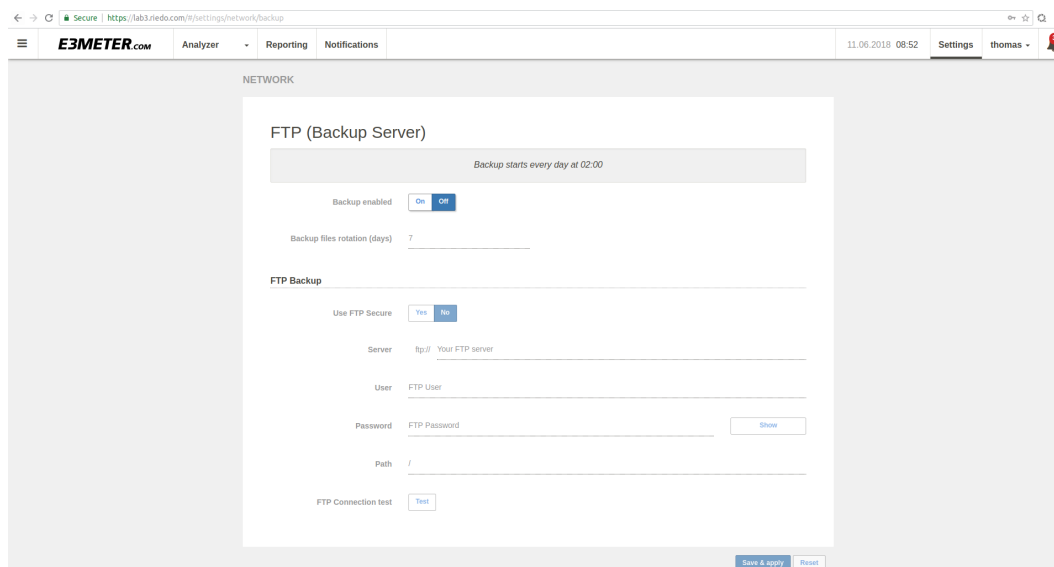 Secure | https://lab3.riedo.com/#/settings/network/backup
E3METER.COM Analyzer Reporting Notifications 11.06.2018 08:52 Settings thomas
NETWORK
FTP (Backup Server)
Backup starts every day at 02:00
Backup enabled On Off
Backup files rotation (days) 7
FTP Backup
Use FTP Secure Yes No
Server ftp:// Your FTP server
User FTP User
Password FTP Password Show
Path /
FTP Connection test Test
Save & apply Reset